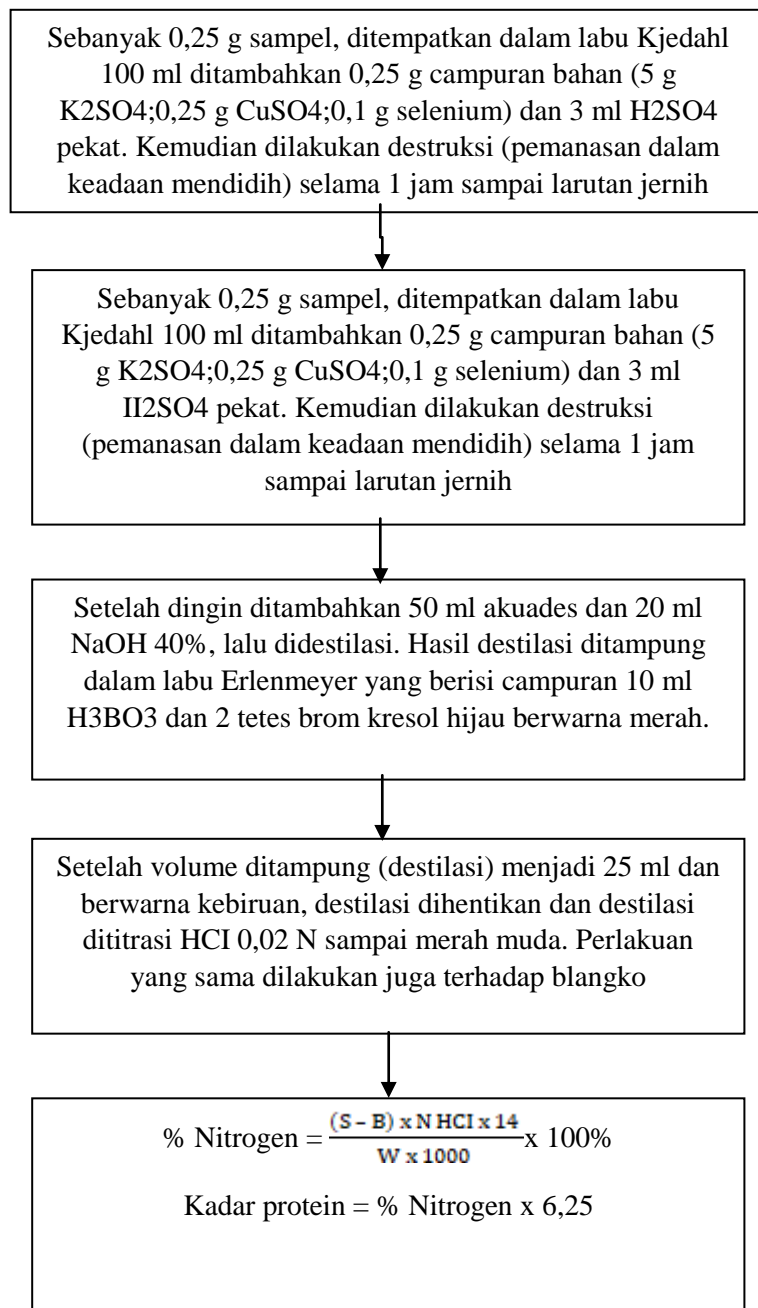 Sebanyak 0,25 g sampel, ditempatkan dalam labu Kjedahl
100 ml ditambahkan 0,25 g campuran bahan (5 g
K2SO4;0,25 g CuSO4;0,1 g selenium) dan 3 ml H2SO4
pekat. Kemudian dilakukan destruksi (pemanasan dalam
keadaan mendidih) selama 1 jam sampai larutan jernih
Sebanyak 0,25 g sampel, ditempatkan dalam labu
Kjedahl 100 ml ditambahkan 0,25 g campuran bahan (5
g K2SO4;0,25 g CuSO4;0,1 g selenium) dan 3 ml
II2SO4 pekat. Kemudian dilakukan destruksi
(pemanasan dalam keadaan mendidih) selama 1 jam
sampai larutan jernih
Setelah dingin ditambahkan 50 ml akuades dan 20 ml
NaOH 40%, lalu didestilasi. Hasil destilasi ditampung
dalam labu Erlenmeyer yang berisi campuran 10 ml
H3BO3 dan 2 tetes brom kresol hijau berwarna merah.
Setelah volume ditampung (destilasi) menjadi 25 ml dan
berwarna kebiruan, destilasi dihentikan dan destilasi
dititrasi HCI 0,02 N sampai merah muda. Perlakuan
yang sama dilakukan juga terhadap blangko
% Nitrogen = (S – B) x N HCI x 14 / W x 1000 x 100%
Kadar protein = % Nitrogen x 6,25